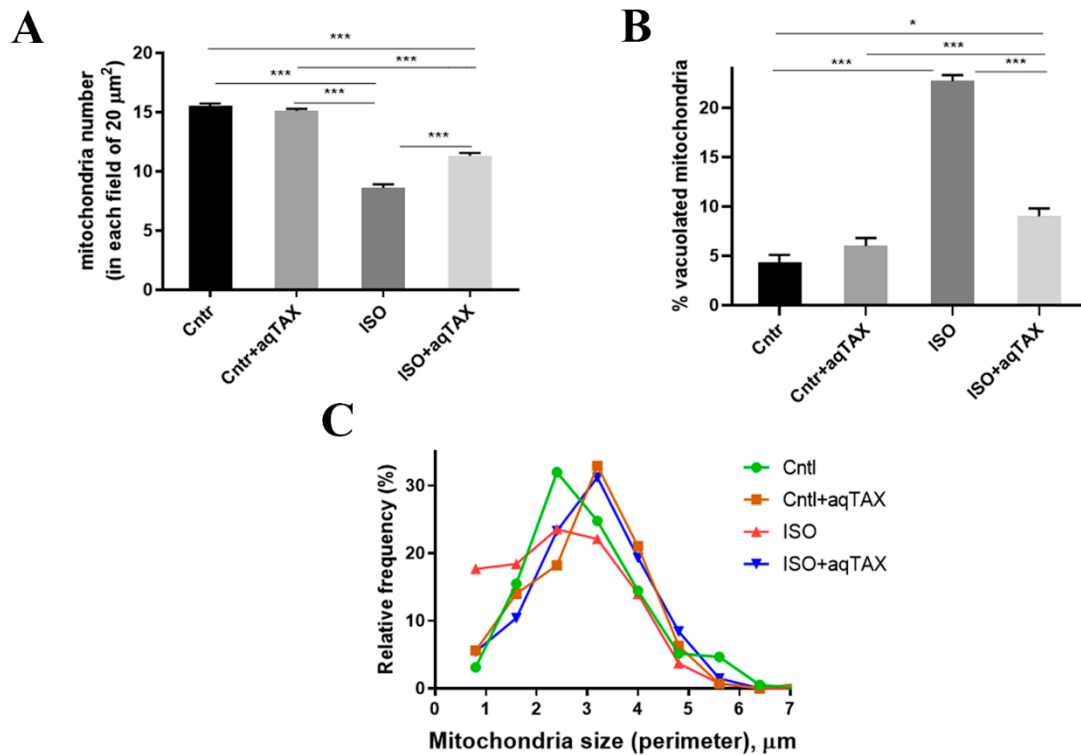 A
mitochondria number
(in each field of 20 μm²)
20
15
10
5
0
***
***
***
***
***
Cntr
Cntr+aqTAX
ISO
ISO+aqTAX
B
% vacuolated mitochondria
20
15
10
5
0
*
***
***
***
Cntr
Cntr+aqTAX
ISO
ISO+aqTAX
C
Relative frequency (%)
30
20
10
0
0 1 2 3 4 5 6 7
Mitochondria size (perimeter), μm
Cntl
Cntl+aqTAX
ISO
ISO+aqTAX